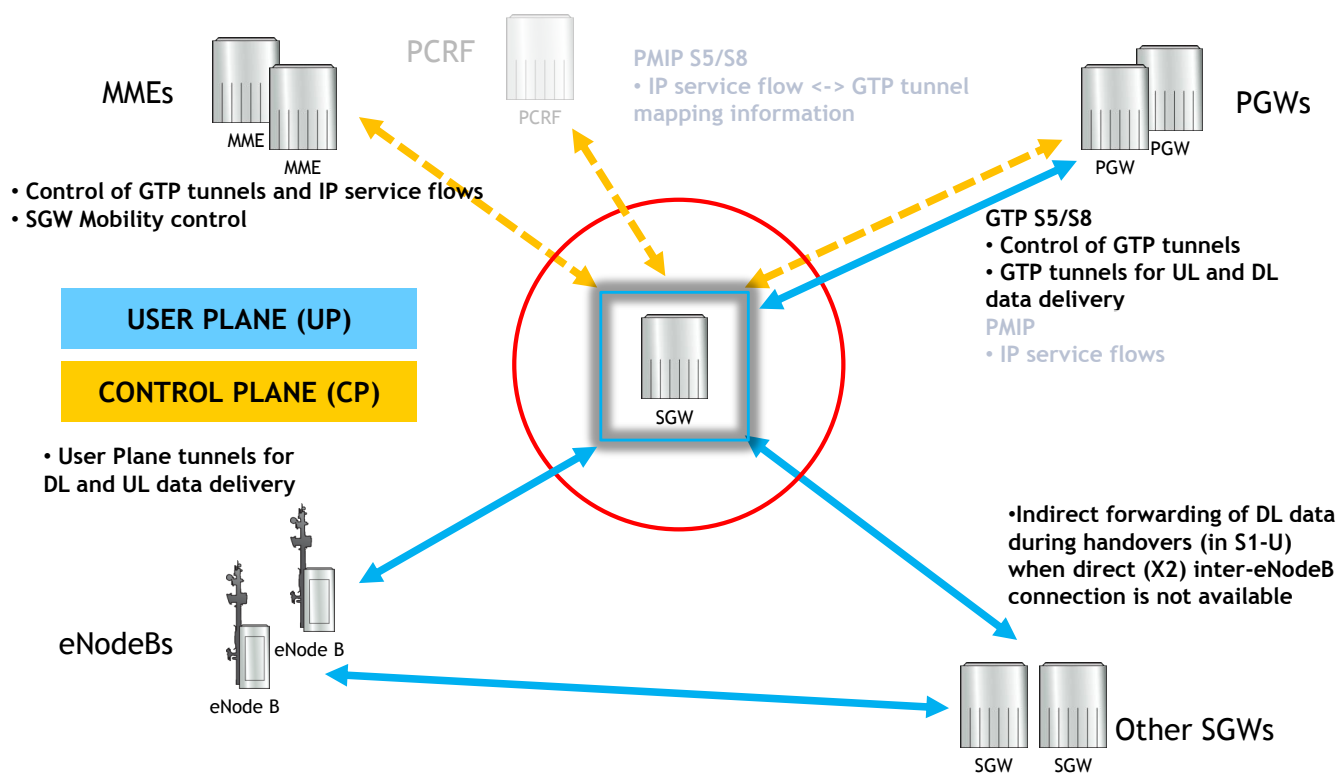 PCRF
PCRF
MMEs
MME
MME
PMIP S5/S8
• IP service flow <-> GTP tunnel
mapping information
PGWs
PGW
PGW
• Control of GTP tunnels and IP service flows
• SGW Mobility control
GTP S5/S8
• Control of GTP tunnels
• GTP tunnels for UL and DL
data delivery
PMIP
• IP service flows
USER PLANE (UP)
CONTROL PLANE (CP)
SGW
• User Plane tunnels for
DL and UL data delivery
•Indirect forwarding of DL data
during handovers (in S1-U)
when direct (X2) inter-eNodeB
connection is not available
eNodeBs
eNode B
eNode B
Other SGWs
SGW
SGW